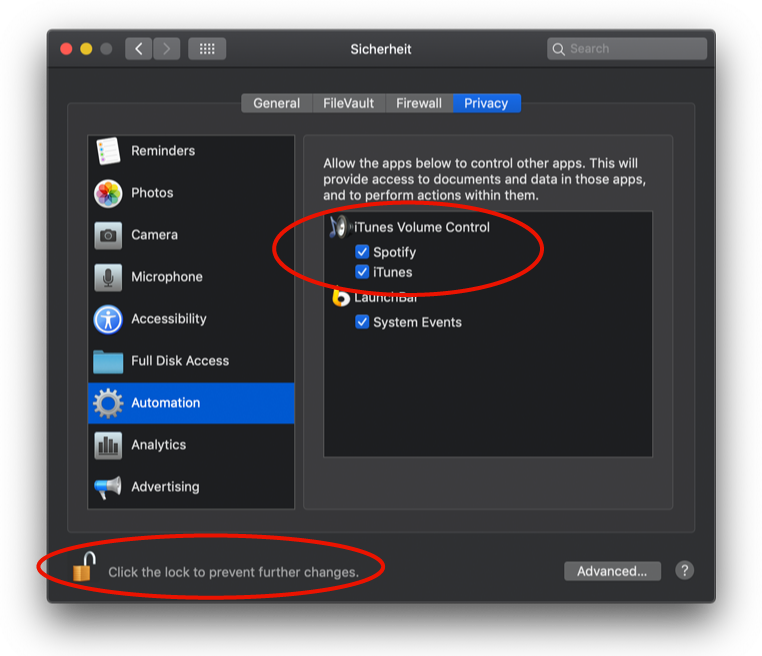 Sicherheit
Search
General
FileVault
Firewall
Privacy
Reminders
Photos
Camera
Microphone
Accessibility
Full Disk Access
Automation
Analytics
Advertising
Allow the apps below to control other apps. This will
provide access to documents and data in those apps,
and to perform actions within them.
iTunes Volume Control
Spotify
iTunes
LaunchBar
System Events
Click the lock to prevent further changes.
Advanced...
?